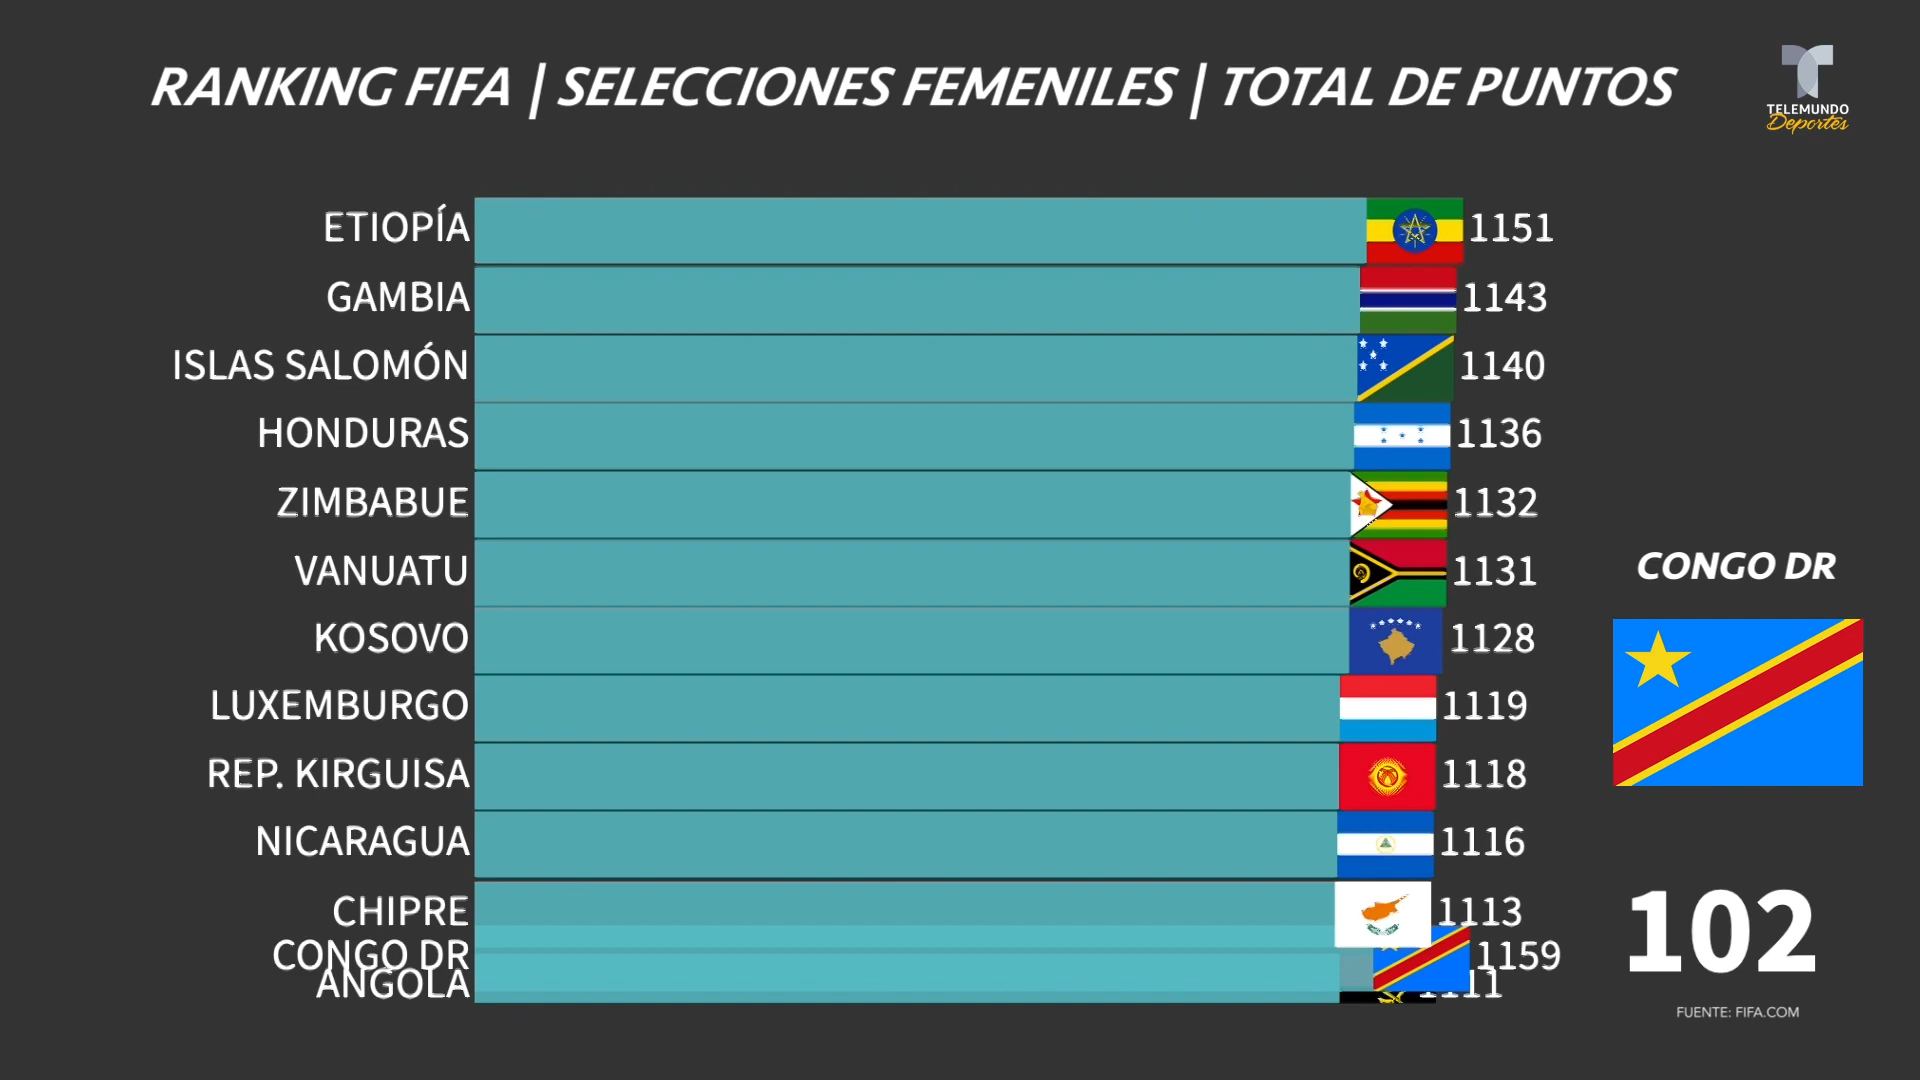 RANKING FIFA | SELECCIONES FEMENILES | TOTAL DE PUNTOS
TELEMUNDO
Deportes
ETIOPÍA 1151
GAMBIA 1143
ISLAS SALOMÓN 1140
HONDURAS 1136
ZIMBABUE 1132
VANUATU 1131
KOSOVO 1128
LUXEMBURGO 1119
REP. KIRGUISA 1118
NICARAGUA 1116
CHIPRE 1113
CONGO DR 1159
ANGOLA 1111
CONGO DR
102
FUENTE: FIFA.COM